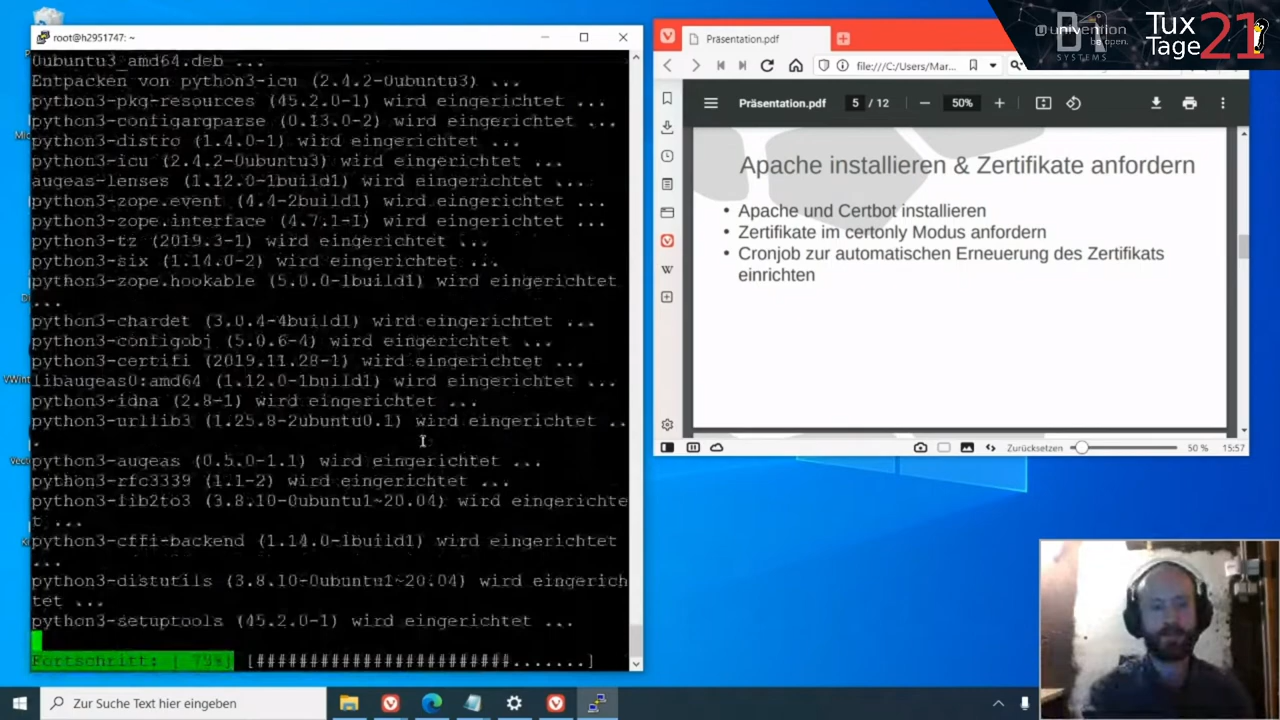 root@h2951747: ~
0ubuntu3_amd64.deb ...
Entpacken von python3-icu (2.4.2-0ubuntu3) ...
python3-pkg-resources (45.2.0-1) wird eingerichtet ...
python3-configargparse (0.13.0-2) wird eingerichtet ...
python3-distro (1.4.0-1) wird eingerichtet ...
python3-icu (2.4.2-0ubuntu3) wird eingerichtet ...
augeas-lenses (1.12.0-1build1) wird eingerichtet ...
python3-zope.event (4.4-2build1) wird eingerichtet ...
python3-zope.interface (4.7.1-1) wird eingerichtet ...
python3-tz (2019.3-1) wird eingerichtet ...
python3-six (1.14.0-2) wird eingerichtet ...
python3-zope.hookable (5.0.0-1build1) wird eingerichtet
...
python3-chardet (3.0.4-4build1) wird eingerichtet ...
python3-configobj (5.0.6-4) wird eingerichtet ...
python3-certifi (2019.11.28-1) wird eingerichtet ...
libaugeas0:amd64 (1.12.0-1build1) wird eingerichtet ...
python3-idna (2.8-1) wird eingerichtet ...
python3-urllib3 (1.25.8-2ubuntu0.1) wird eingerichtet ..
.
python3-augeas (0.5.0-1.1) wird eingerichtet ...
python3-rfc3339 (1.1-2) wird eingerichtet ...
python3-lib2to3 (3.8.10-0ubuntu1~20.04) wird eingerichte
t ...
python3-cffi-backend (1.14.0-1build1) wird eingerichtet
...
python3-distutils (3.8.10-0ubuntu1~20.04) wird eingerich
tet ...
python3-setuptools (45.2.0-1) wird eingerichtet ...
Fortschritt: [ 79%] [########################.......]
Präsentation.pdf
file:///C:/Users/Mar...
Präsentation.pdf 5 / 12 50%
Apache installieren & Zertifikate anfordern
• Apache und Certbot installieren
• Zertifikate im certonly Modus anfordern
• Cronjob zur automatischen Erneuerung des Zertifikats
einrichten
Zurücksetzen 50 % 15:57
univention
be open.
B1
SYSTEMS
Tux
Tage 21
Zur Suche Text hier eingeben